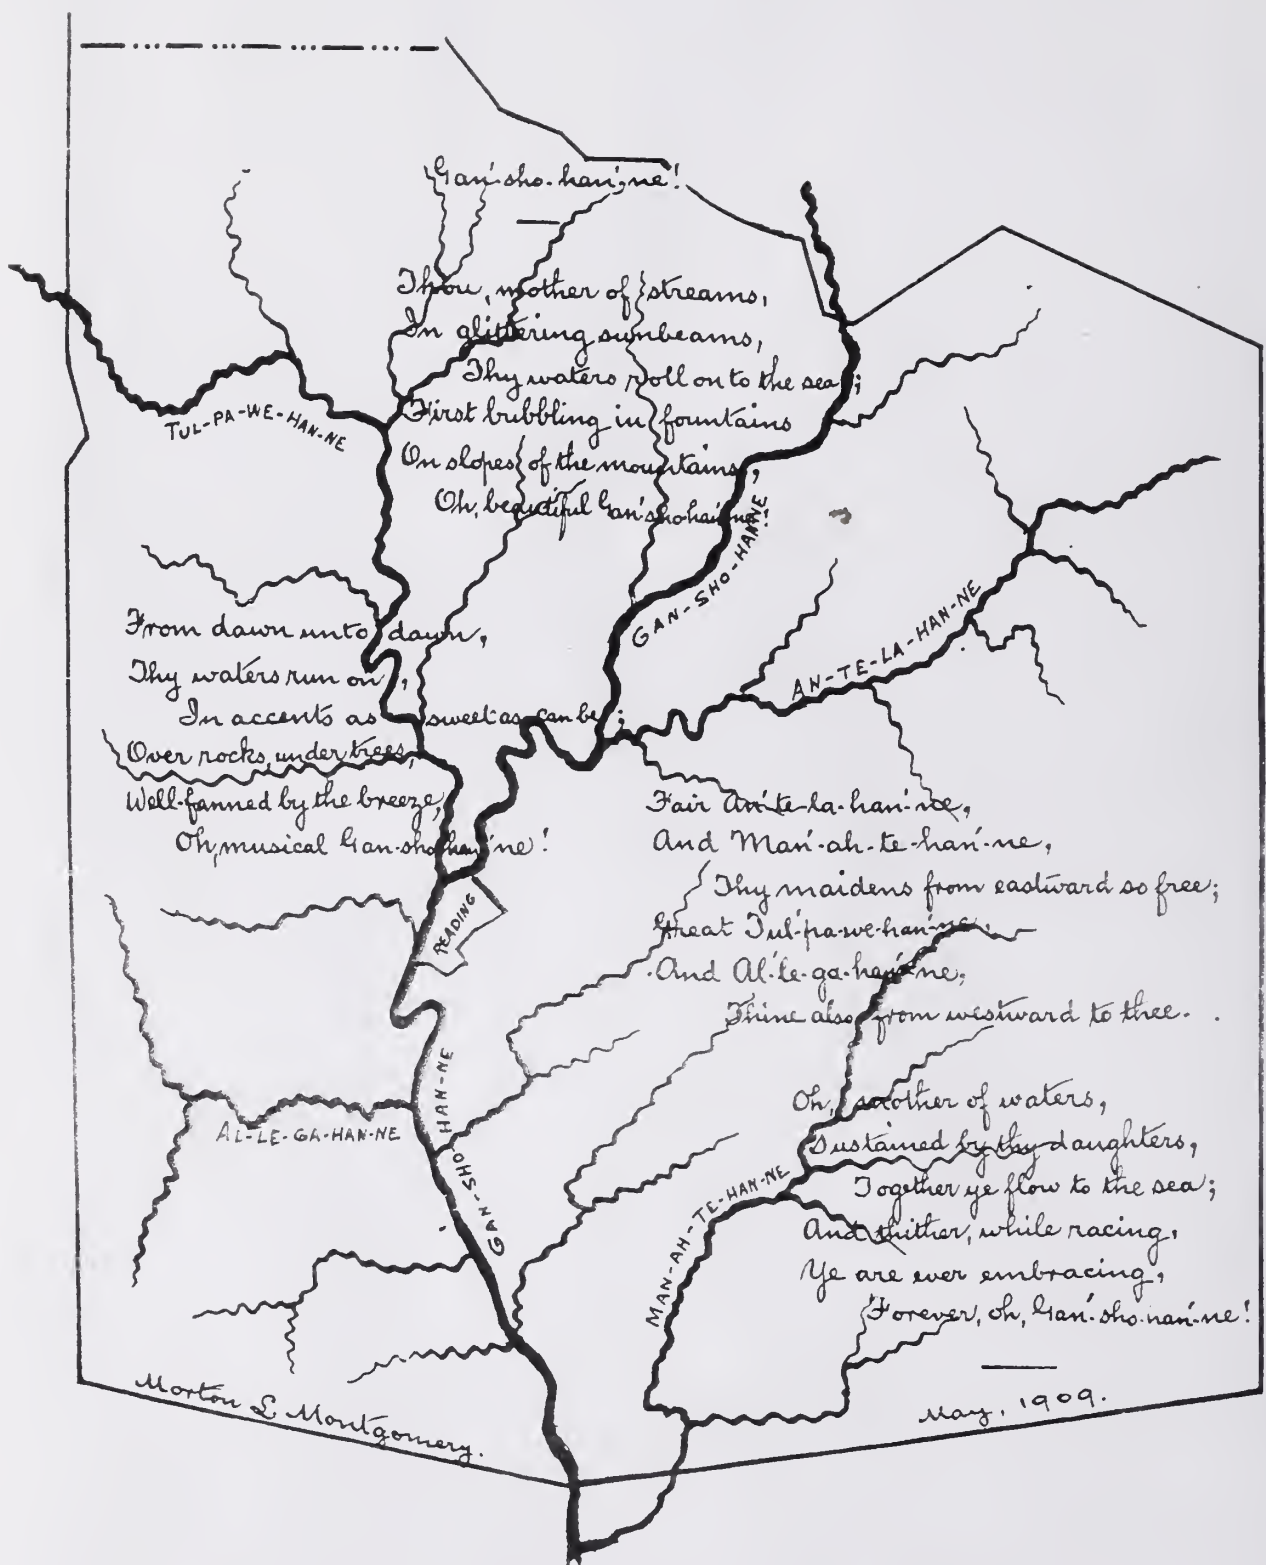 Gan'-sho-han'-ne!
Thou, mother of streams,
In glittering sunbeams,
Thy waters roll on to the sea;
First bubbling in fountains
On slopes of the mountains,
Oh, beautiful Gan'sho han'ne!
TUL-PA-WE-HAN-NE
GAN-SHO-HAN-NE
AN-TE-LA-HAN-NE
From dawn unto dawn,
Thy waters run on,
In accents as sweet as can be;
Over rocks, under trees,
Well-fanned by the breeze,
Oh, musical Gan-sho-han'ne!
Fair An'-te-la-han'-ne,
And Man'-ah-te-han'-ne,
Thy maidens from eastward so free;
Great Tul'-pa-we-han'-ne,
And Al'-le-ga-han'-ne,
Thine also from westward to thee.
READING
AL-LE-GA-HAN-NE
GAN-SHO-HAN-NE
MAN-AH-TE-HAN-NE
Oh, mother of waters,
Sustained by thy daughters,
Together ye flow to the sea;
And thither, while racing,
Ye are ever embracing,
Forever, oh, Gan'-sho-han'-ne!
Morton L. Montgomery.
May, 1909.